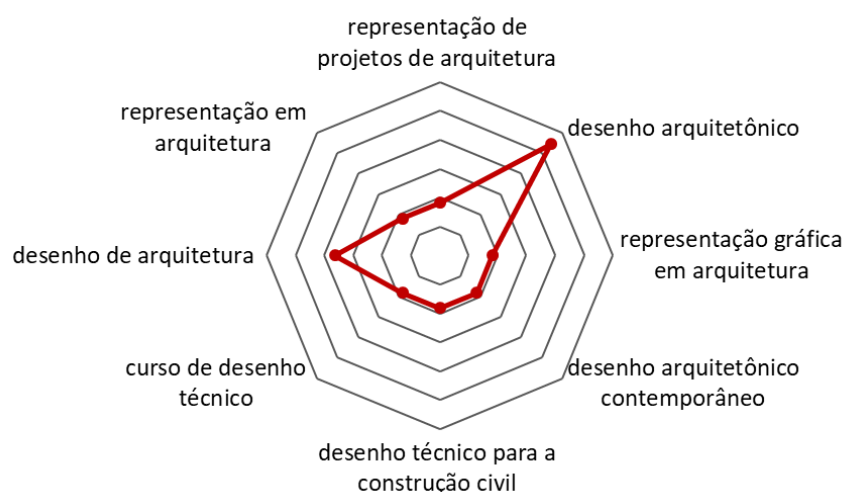 representação de
projetos de arquitetura
desenho arquitetônico
representação gráfica
em arquitetura
desenho arquitetônico
contemporâneo
desenho técnico para a
construção civil
curso de desenho
técnico
desenho de arquitetura
representação em
arquitetura